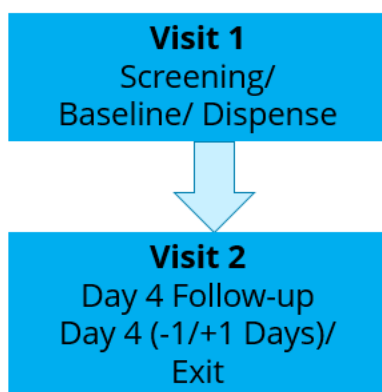 Visit 1
Screening/
Baseline/ Dispense
Visit 2
Day 4 Follow-up
Day 4 (-1/+1 Days)/
Exit